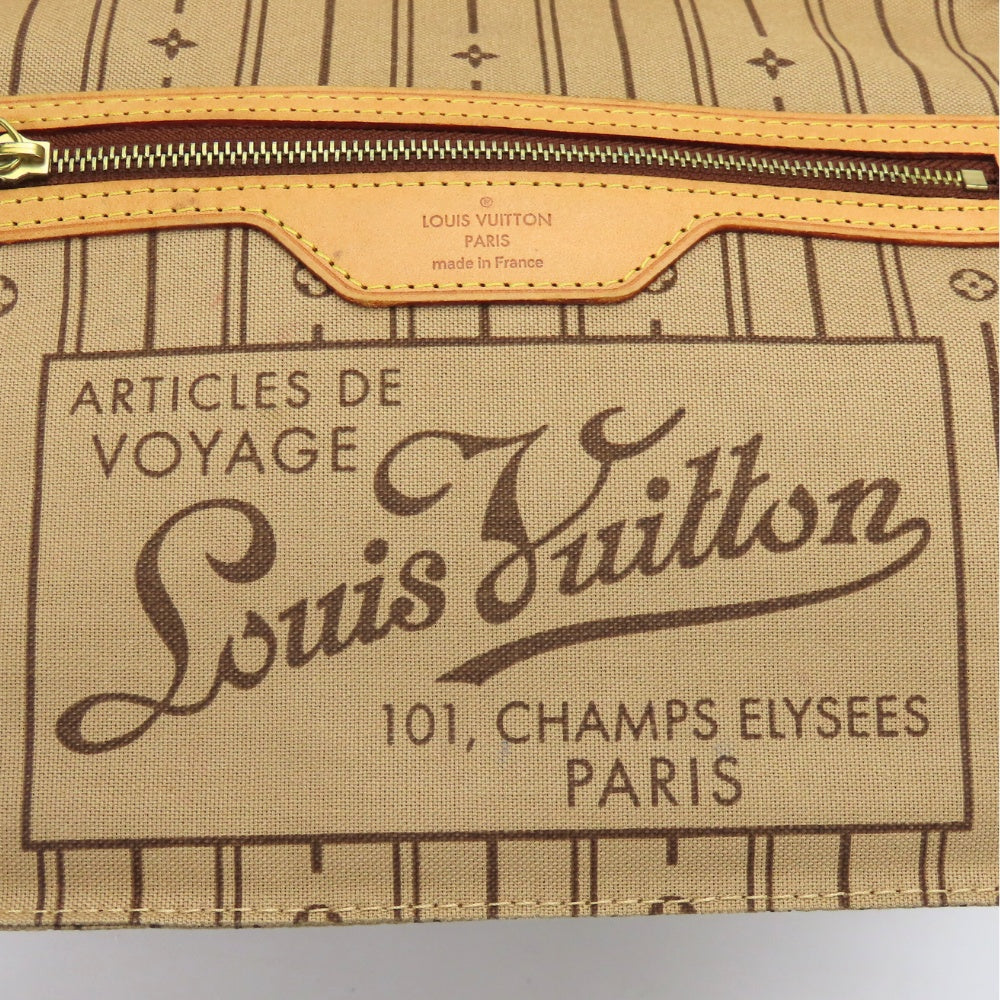 ®
LOUIS VUITTON
PARIS
made in France
ARTICLES DE
VOYAGE
Louis Vuitton
101, CHAMPS ELYSEES
PARIS